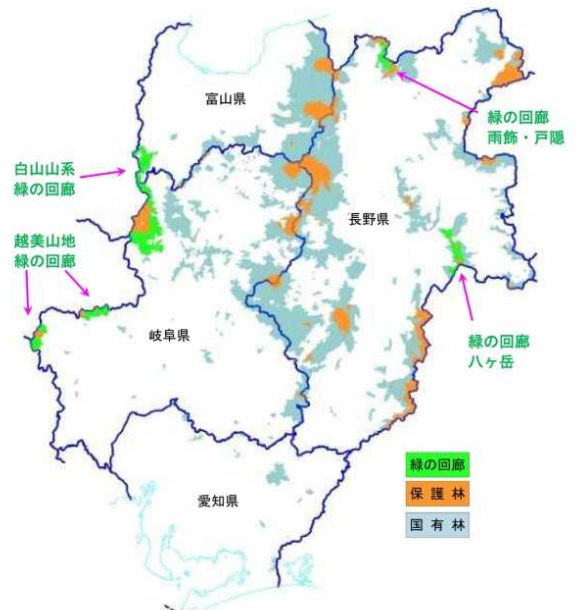 富山県
緑の回廊
雨飾・戸隠
白山山系
緑の回廊
長野県
越美山地
緑の回廊
岐阜県
緑の回廊
八ヶ岳
緑の回廊
保護林
国有林
愛知県